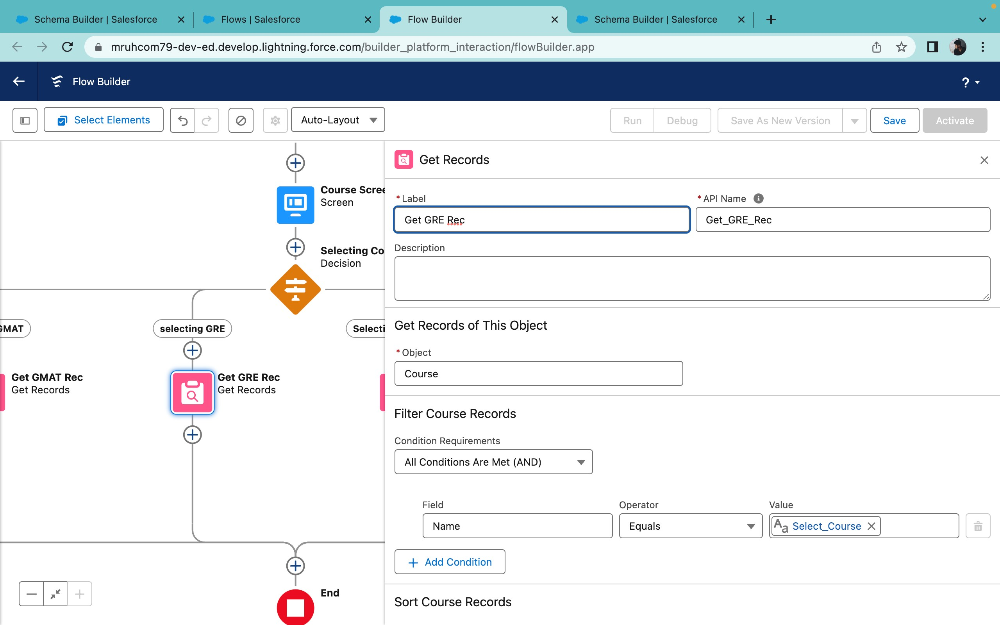 Schema Builder | Salesforce
Flows | Salesforce
Flow Builder
Schema Builder | Salesforce
mruhcom79-dev-ed.develop.lightning.force.com/builder_platform_interaction/flowBuilder.app
Flow Builder
?
Select Elements
Auto-Layout
Run
Debug
Save As New Version
Save
Activate
Course Scree
Screen
Selecting Co
Decision
GMAT
selecting GRE
Selecti
Get GMAT Rec
Get Records
Get GRE Rec
Get Records
End
Get Records
* Label
* API Name
Get GRE Rec
Get_GRE_Rec
Description
Get Records of This Object
* Object
Course
Filter Course Records
Condition Requirements
All Conditions Are Met (AND)
Field
Operator
Value
Name
Equals
Aa Select_Course
+ Add Condition
Sort Course Records